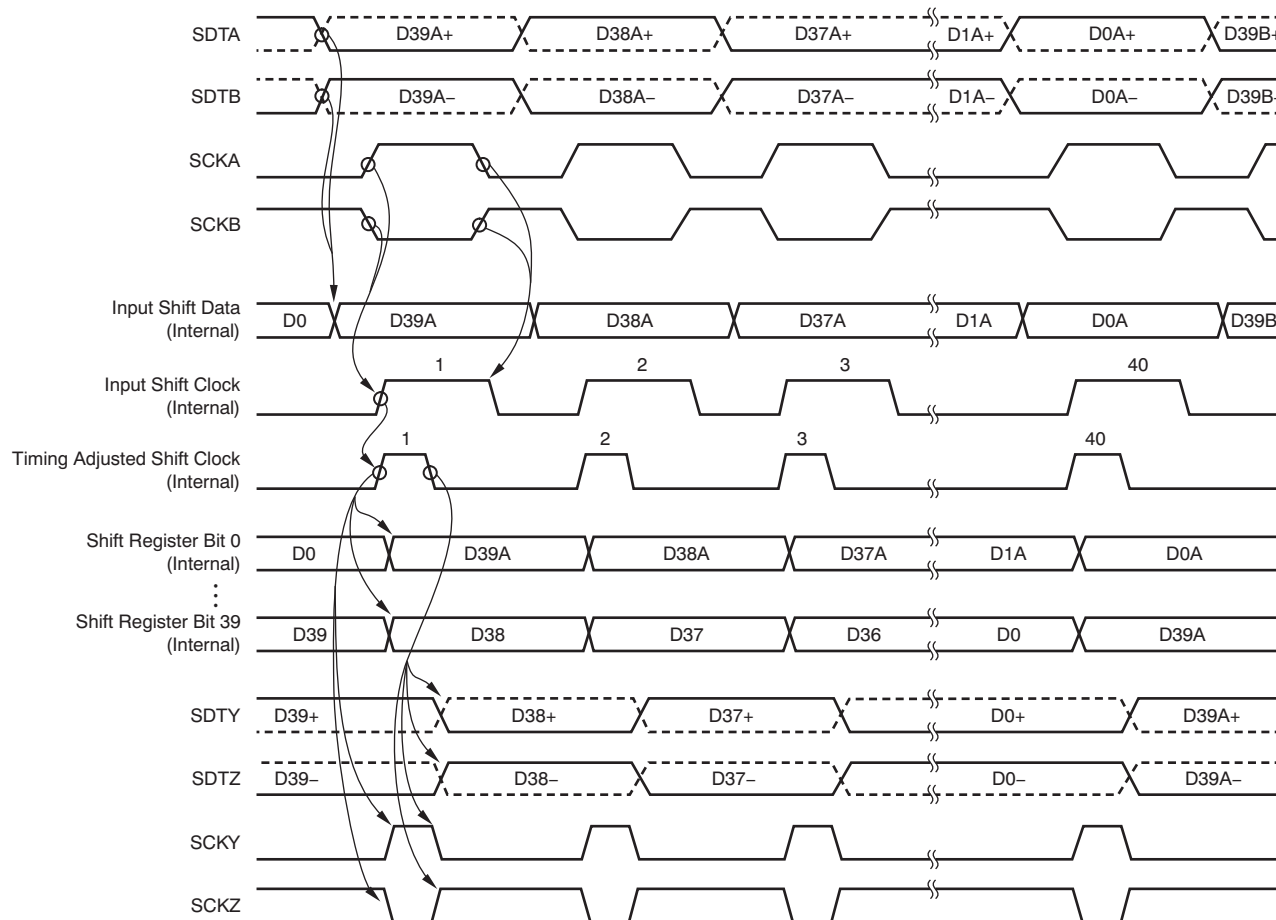 SDTA D39A+ D38A+ D37A+ D1A+ D0A+ D39B+
SDTB D39A– D38A– D37A– D1A– D0A– D39B–
SCKA
SCKB
Input Shift Data
(Internal)
D0 D39A D38A D37A D1A D0A D39B
Input Shift Clock
(Internal)
1 2 3 40
Timing Adjusted Shift Clock
(Internal)
1 2 3 40
Shift Register Bit 0
(Internal)
D0 D39A D38A D37A D1A D0A
Shift Register Bit 39
(Internal)
D39 D38 D37 D36 D0 D39A
SDTY D39+ D38+ D37+ D0+ D39A+
SDTZ D39– D38– D37– D0– D39A–
SCKY
SCKZ